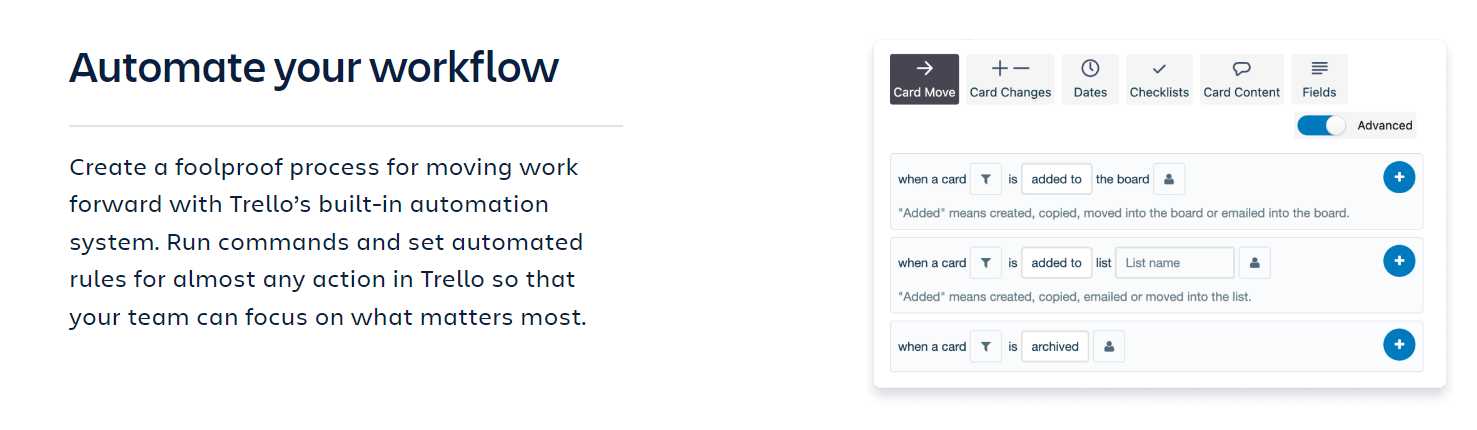 Automate your workflow
Create a foolproof process for moving work
forward with Trello’s built-in automation
system. Run commands and set automated
rules for almost any action in Trello so that
your team can focus on what matters most.
Card Move Card Changes Dates Checklists Card Content Fields
Advanced
when a card is added to the board
"Added" means created, copied, moved into the board or emailed into the board.
when a card is added to list List name
"Added" means created, copied, emailed or moved into the list.
when a card is archived